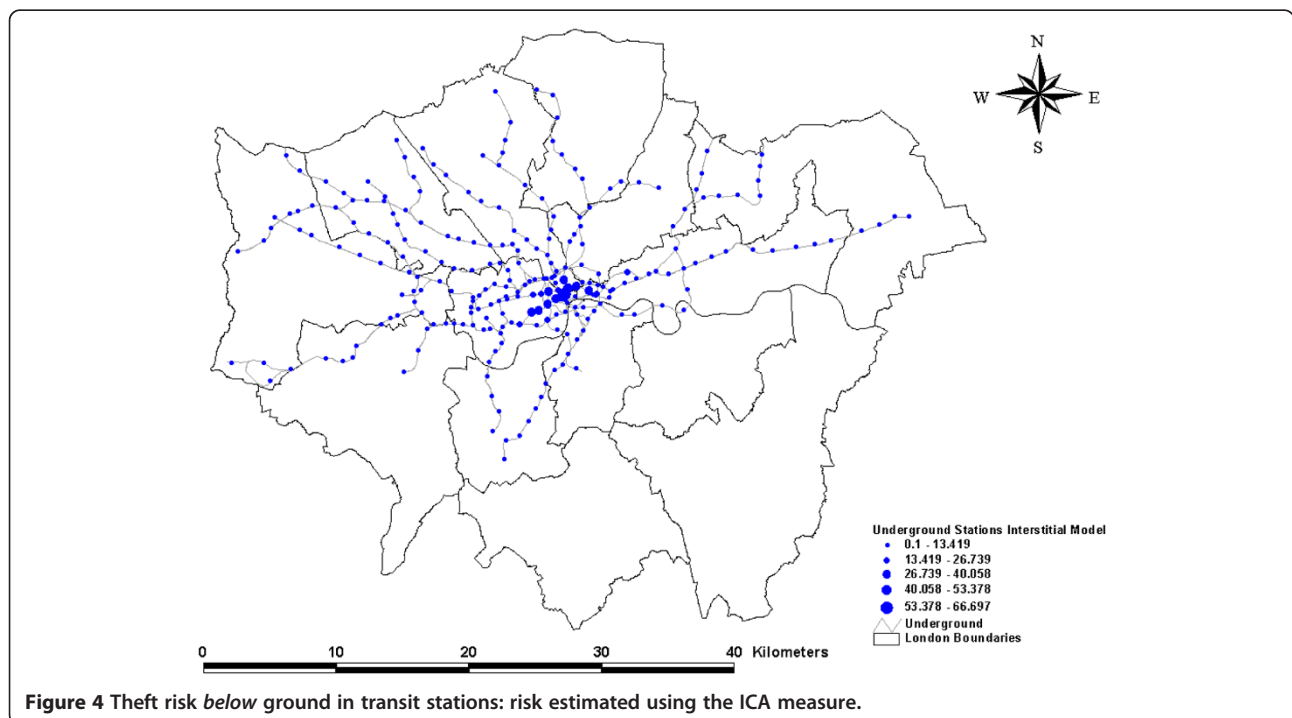 N
W E
S
Underground Stations Interstitial Model
0.1 - 13.419
13.419 - 26.739
26.739 - 40.058
40.058 - 53.378
53.378 - 66.697
Underground
London Boundaries
0 10 20 30 40 Kilometers
Figure 4 Theft risk below ground in transit stations: risk estimated using the ICA measure.